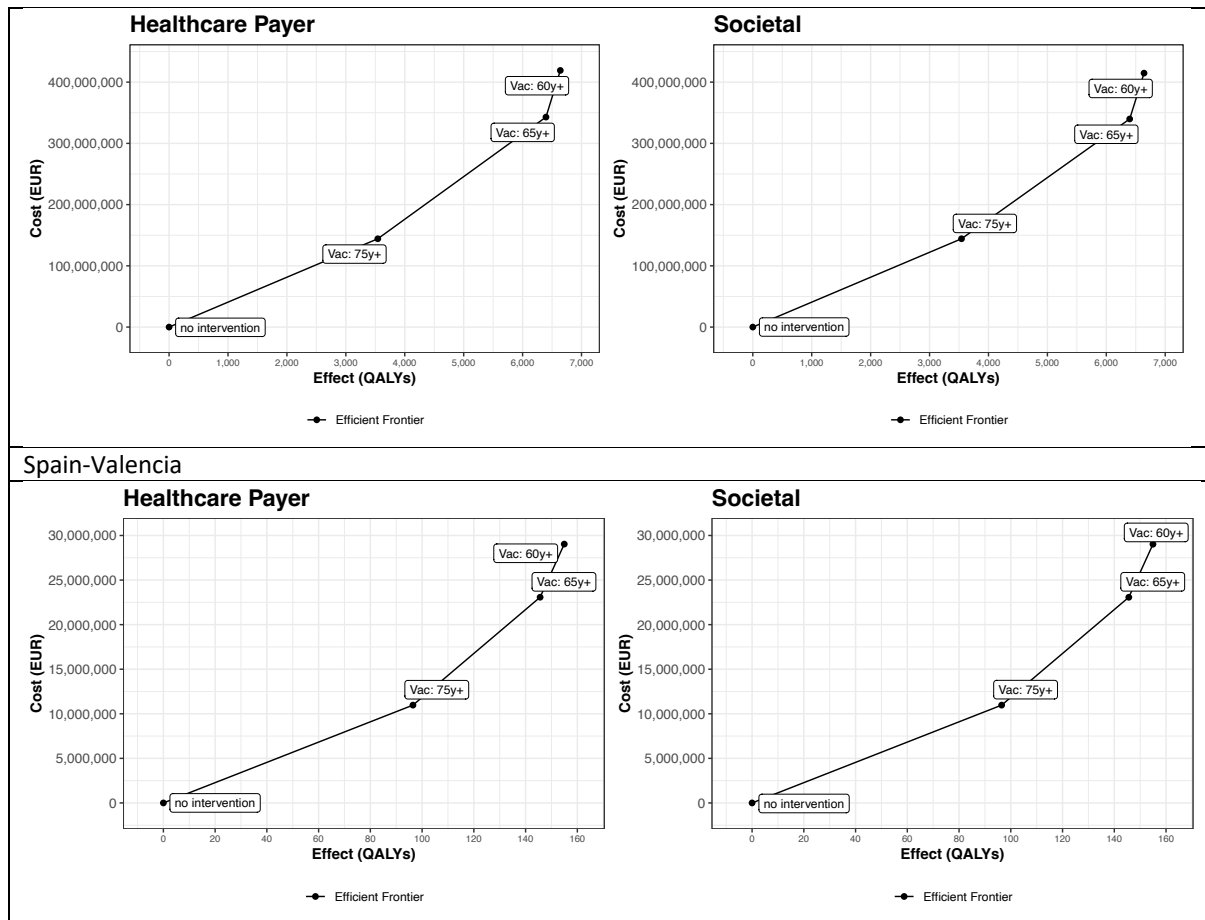 Healthcare Payer
Societal
400,000,000
300,000,000
200,000,000
100,000,000
0
Cost (EUR)
Vac: 60y+
Vac: 65y+
Vac: 75y+
no intervention
0 1,000 2,000 3,000 4,000 5,000 6,000 7,000
Effect (QALYs)
Efficient Frontier
400,000,000
300,000,000
200,000,000
100,000,000
0
Cost (EUR)
Vac: 60y+
Vac: 65y+
Vac: 75y+
no intervention
0 1,000 2,000 3,000 4,000 5,000 6,000 7,000
Effect (QALYs)
Efficient Frontier
Spain-Valencia
Healthcare Payer
Societal
30,000,000
25,000,000
20,000,000
15,000,000
10,000,000
5,000,000
0
Cost (EUR)
Vac: 60y+
Vac: 65y+
Vac: 75y+
no intervention
0 20 40 60 80 100 120 140 160
Effect (QALYs)
Efficient Frontier
30,000,000
25,000,000
20,000,000
15,000,000
10,000,000
5,000,000
0
Cost (EUR)
Vac: 60y+
Vac: 65y+
Vac: 75y+
no intervention
0 20 40 60 80 100 120 140 160
Effect (QALYs)
Efficient Frontier